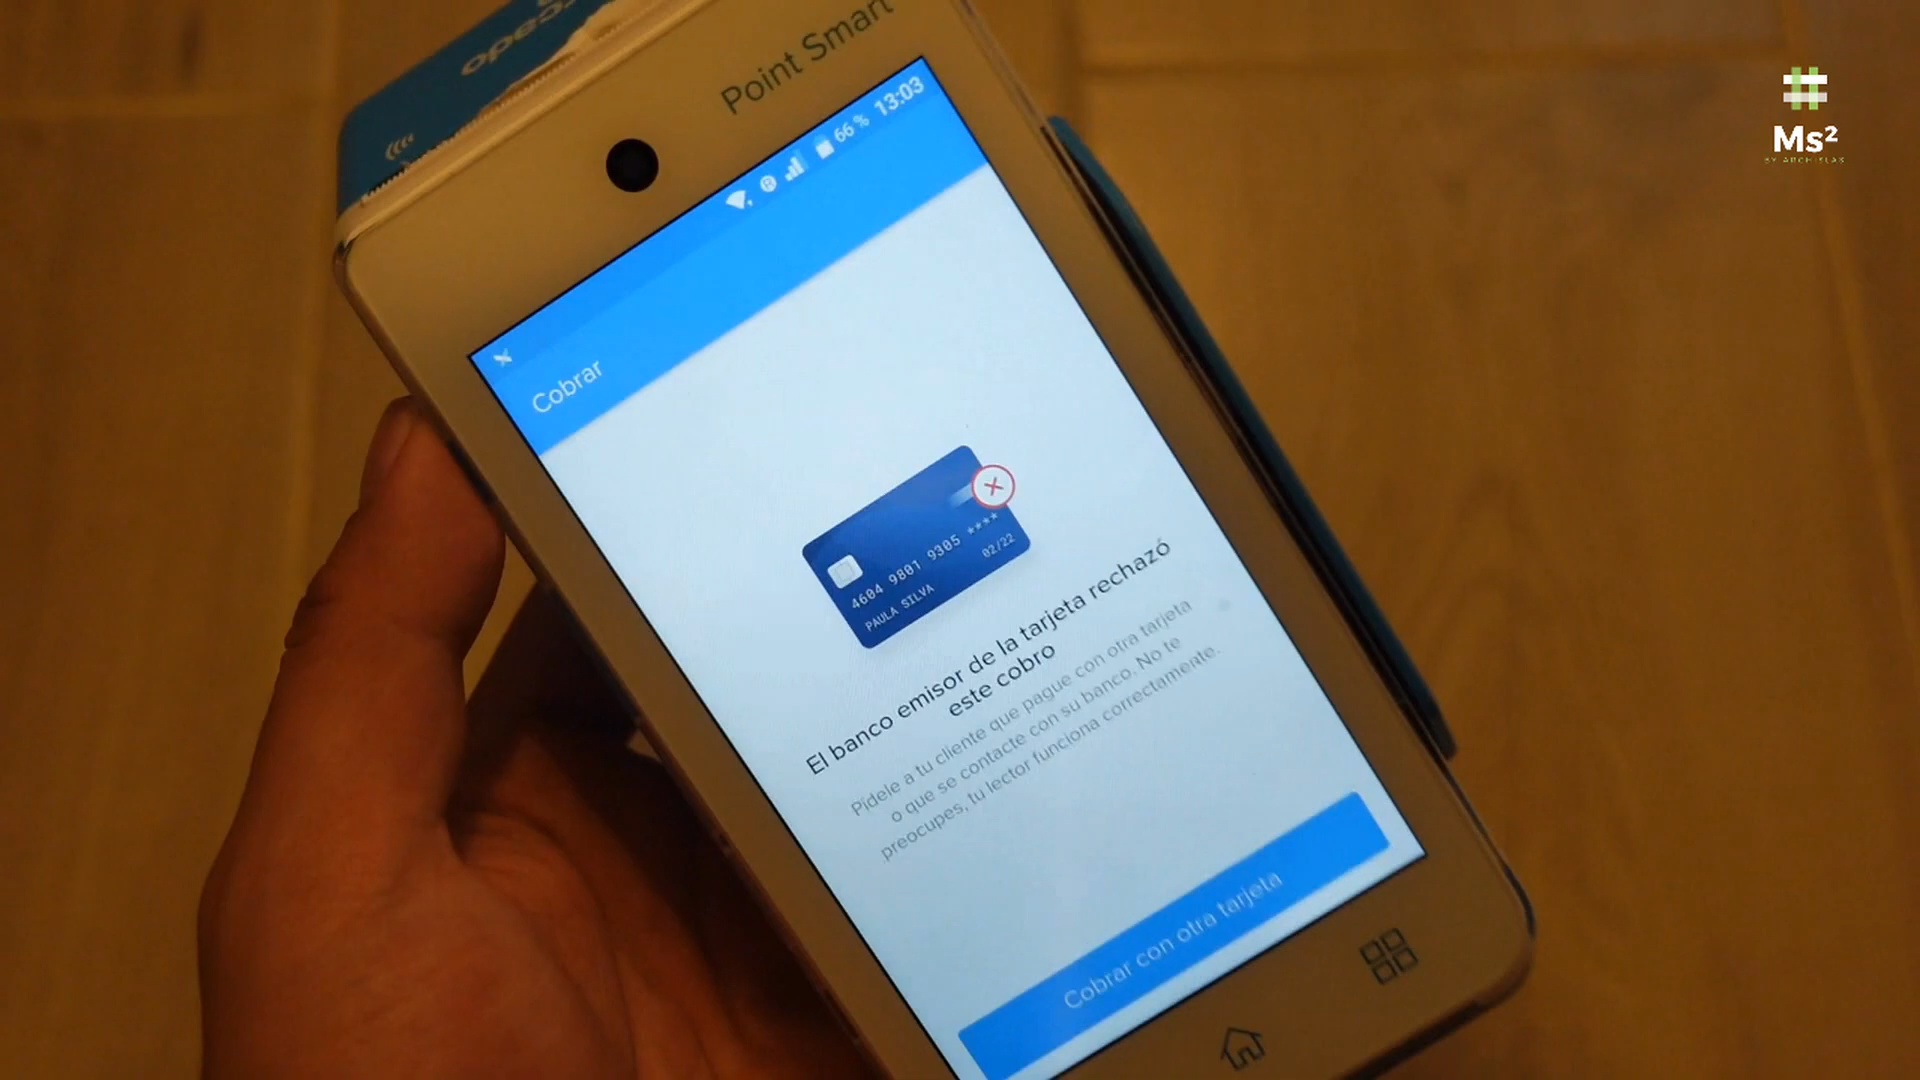 Point Smart
66 % 13:03
Cobrar
4604 9801 9305 ****
02/22
PAULA SILVA
El banco emisor de la tarjeta rechazó
este cobro
Pídele a tu cliente que pague con otra tarjeta
o que se contacte con su banco. No te
preocupes, tu lector funciona correctamente.
Cobrar con otra tarjeta
Ms²
BY ARCHISLAS